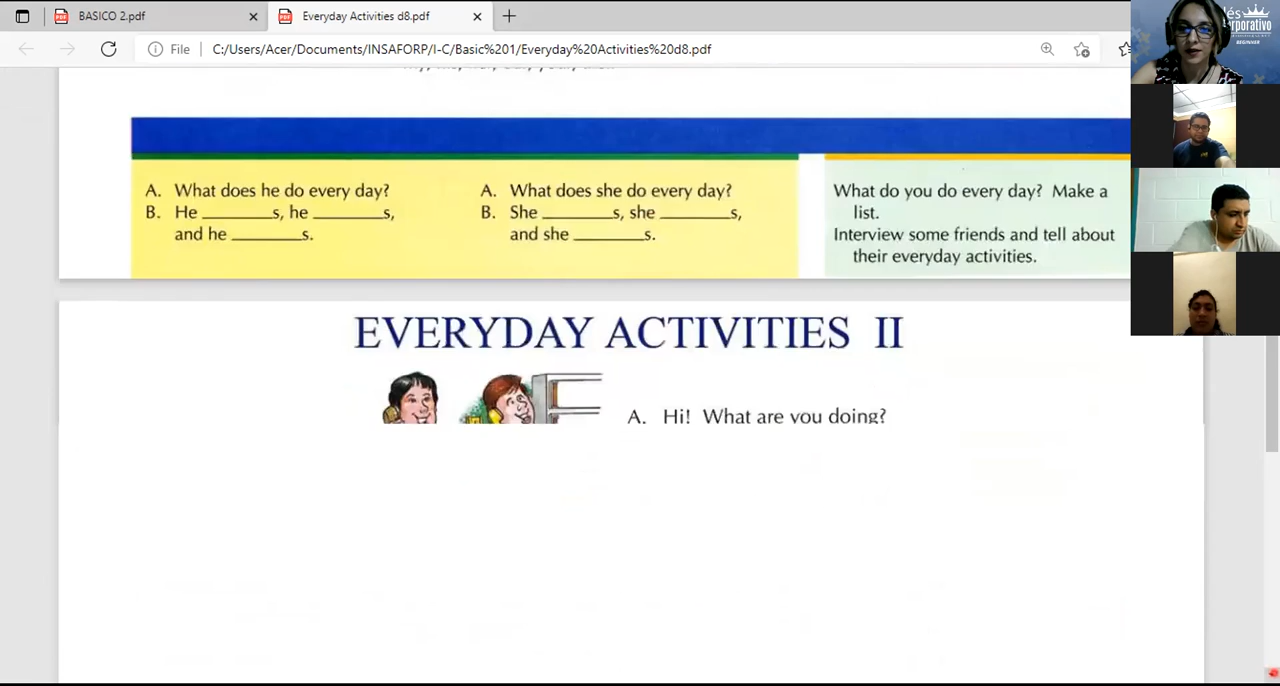 BASICO 2.pdf
Everyday Activities d8.pdf
File
C:/Users/Acer/Documents/INSAFORP/I-C/Basic%201/Everyday%20Activities%20d8.pdf
A. What does he do every day?
B. He ________s, he ________s,
and he ________s.
A. What does she do every day?
B. She ________s, she ________s,
and she ________s.
What do you do every day? Make a
list.
Interview some friends and tell about
their everyday activities.
EVERYDAY ACTIVITIES II
A. Hi! What are you doing?
BEGINNER